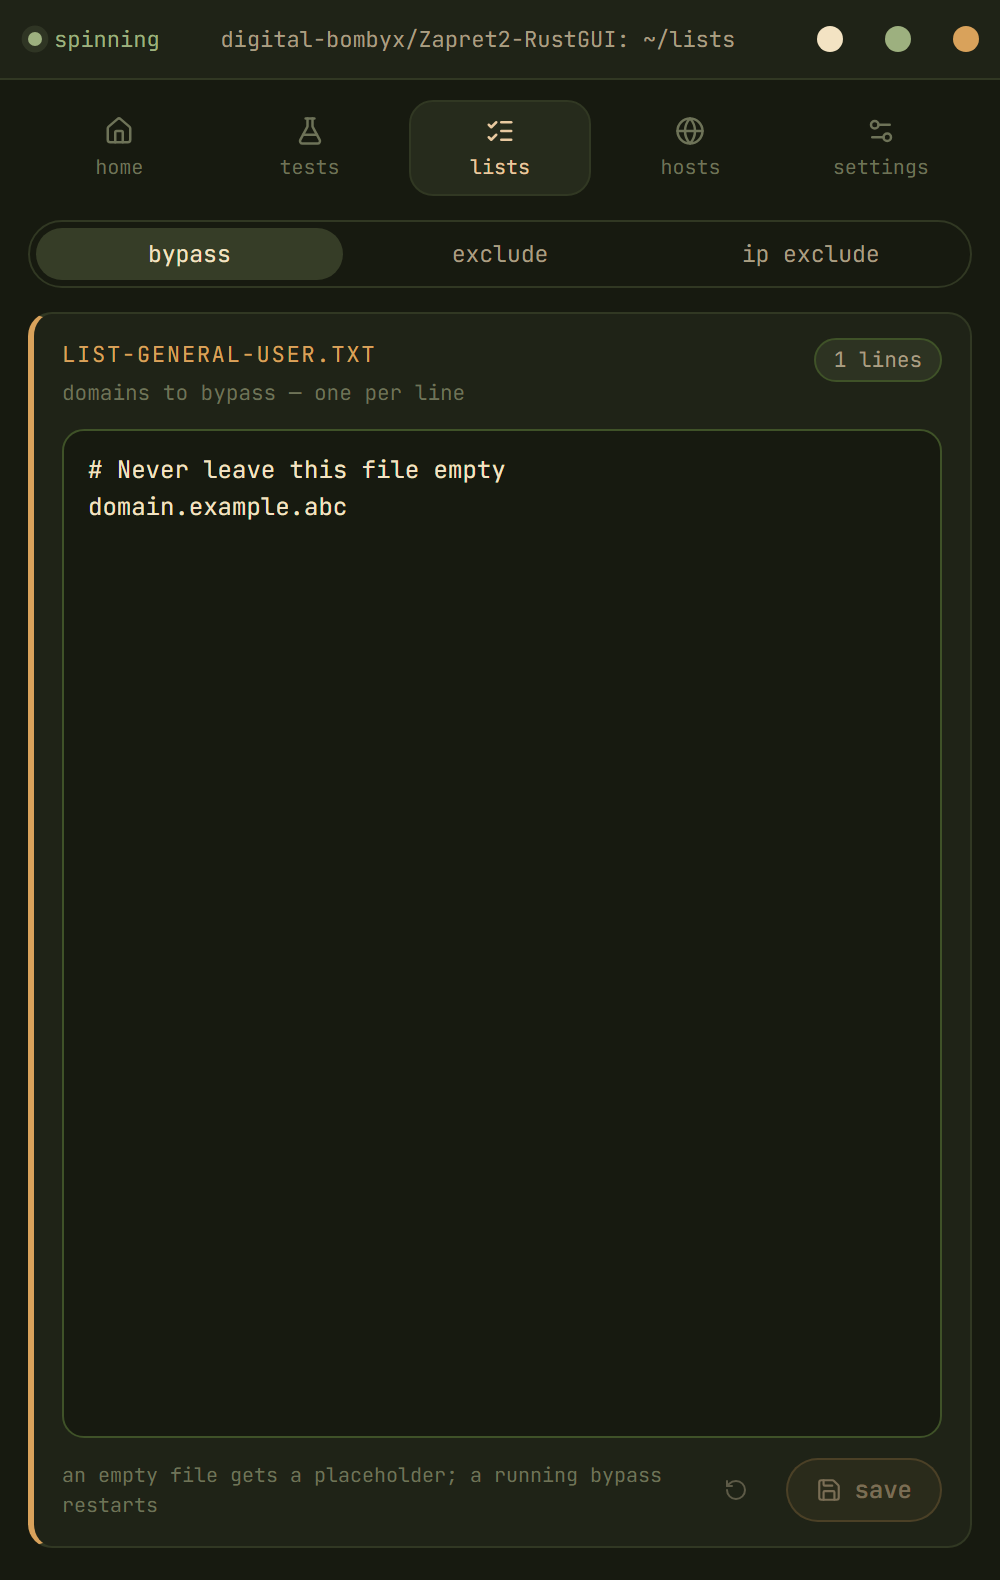 spinning
digital-bombyx/Zapret2-RustGUI: ~/lists
home
tests
lists
hosts
settings
bypass
exclude
ip exclude
LIST-GENERAL-USER.TXT
1 lines
domains to bypass — one per line
# Never leave this file empty
domain.example.abc
an empty file gets a placeholder; a running bypass
restarts
save